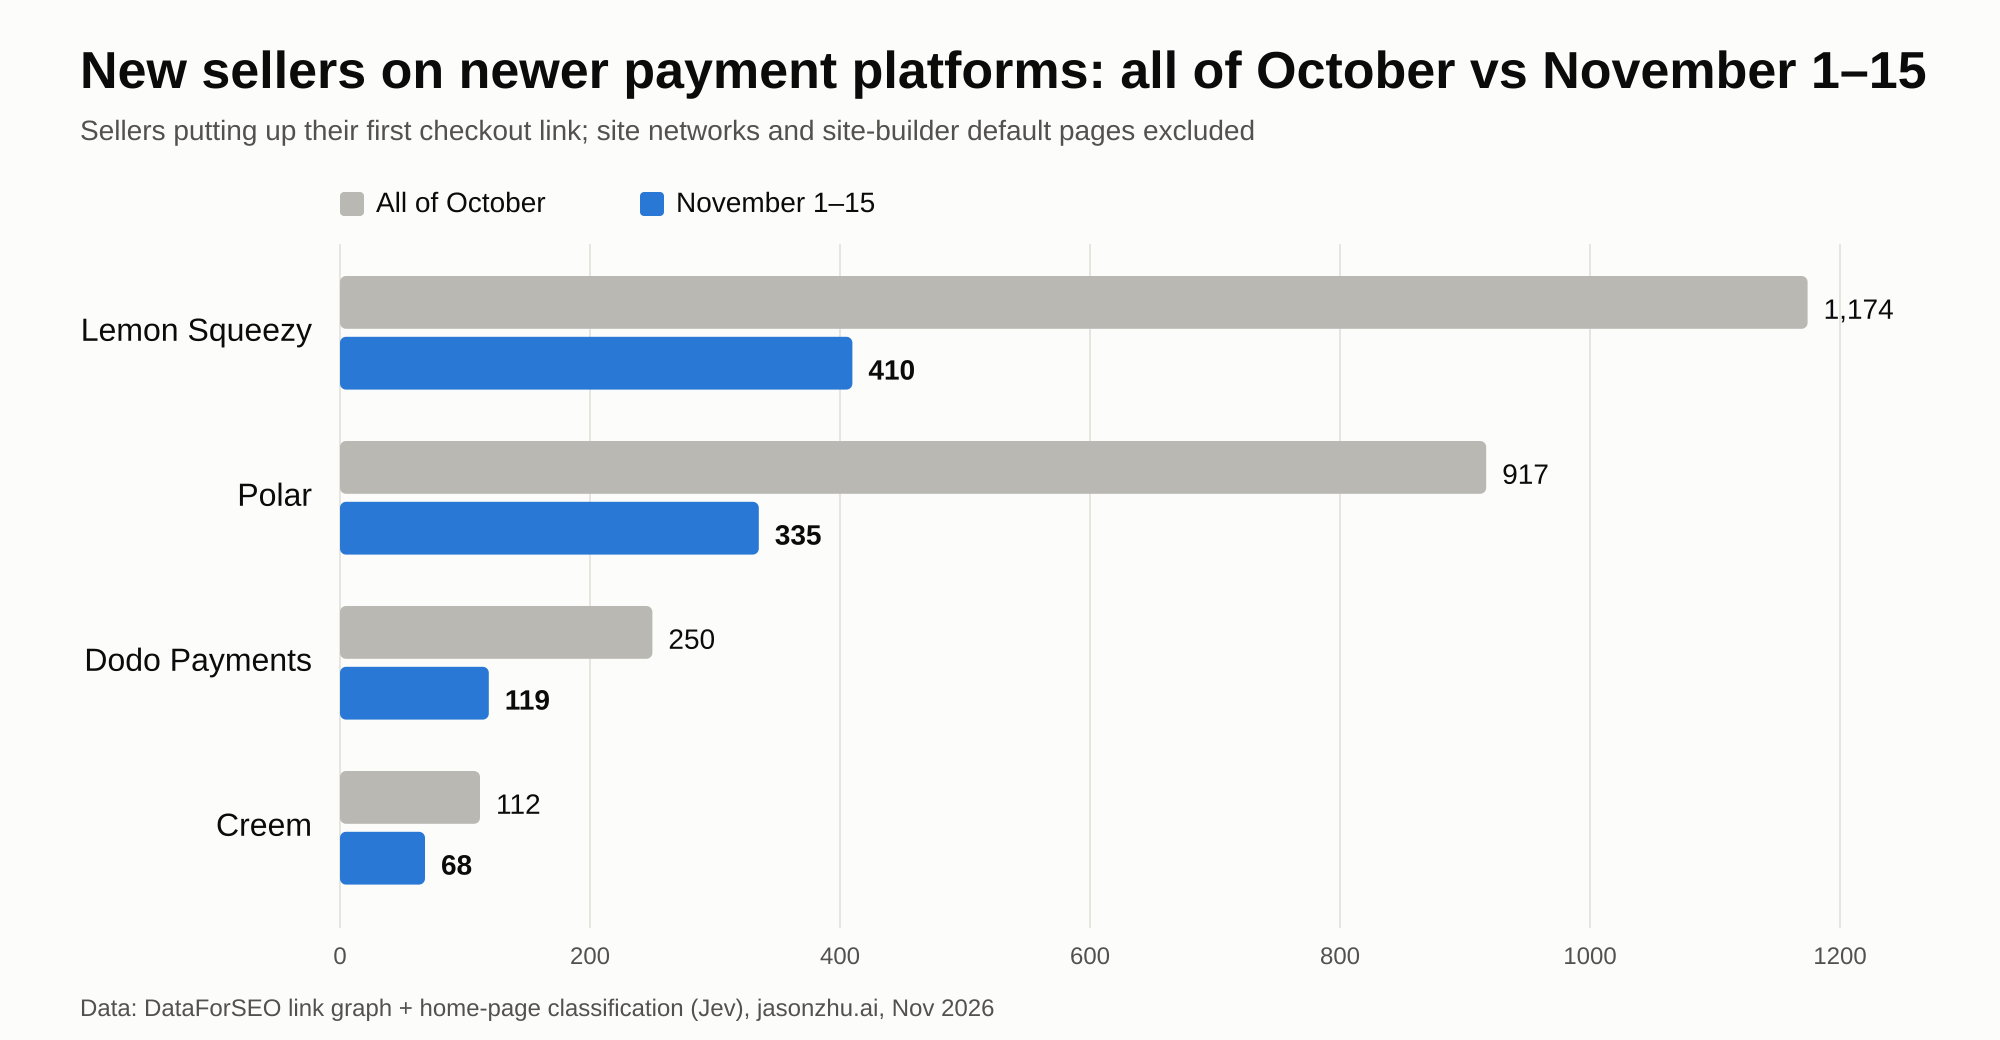 New sellers on newer payment platforms: all of October vs November 1–15
Sellers putting up their first checkout link; site networks and site-builder default pages excluded
All of October
November 1–15
Lemon Squeezy
1,174
410
Polar
917
335
Dodo Payments
250
119
Creem
112
68
0 200 400 600 800 1000 1200
Data: DataForSEO link graph + home-page classification (Jev), jasonzhu.ai, Nov 2026